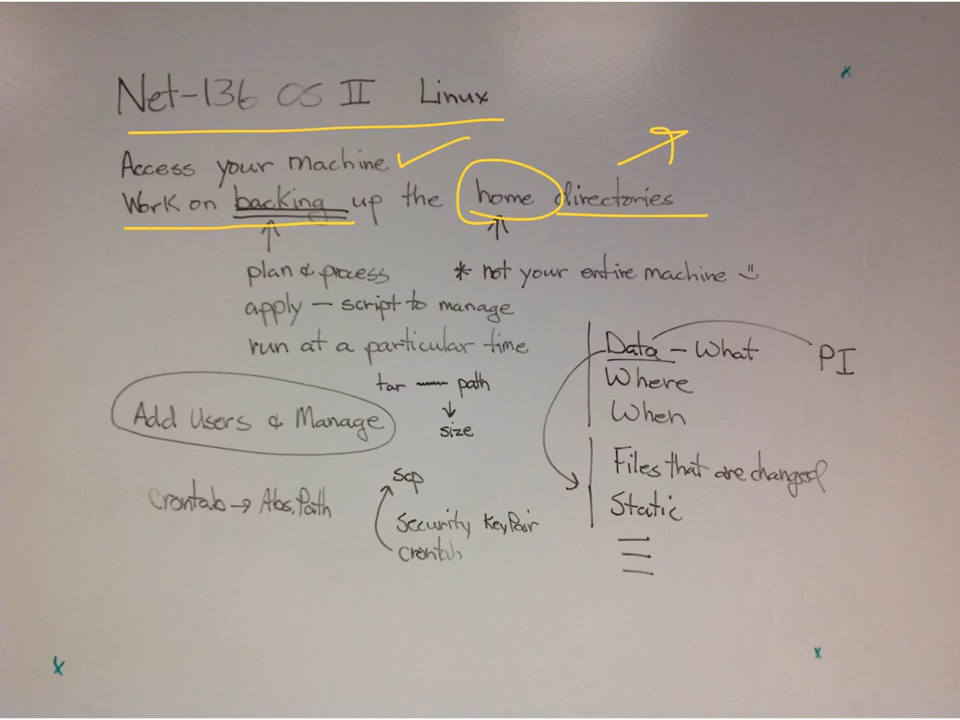 Net-136 OS II Linux
Access your machine
Work on backing up the home directories
plan & process
* not your entire machine
apply – script to manage
run at a particular time
tar — path
size
Add Users & Manage
crontab → Abs. Path
scp
Security KeyPair
crontab
Data – What
PI
Where
When
Files that are changed
Static